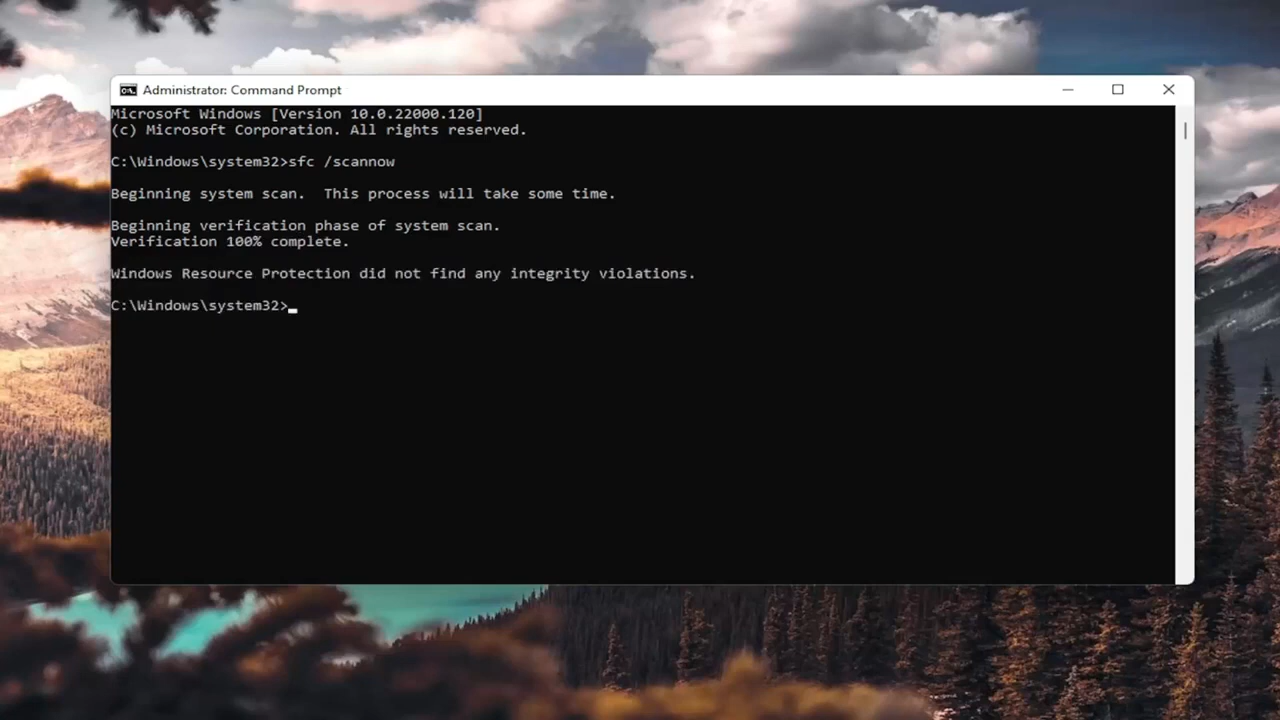 Administrator: Command Prompt
Microsoft Windows [Version 10.0.22000.120]
(c) Microsoft Corporation. All rights reserved.
C:\Windows\system32>sfc /scannow
Beginning system scan.  This process will take some time.
Beginning verification phase of system scan.
Verification 100% complete.
Windows Resource Protection did not find any integrity violations.
C:\Windows\system32>